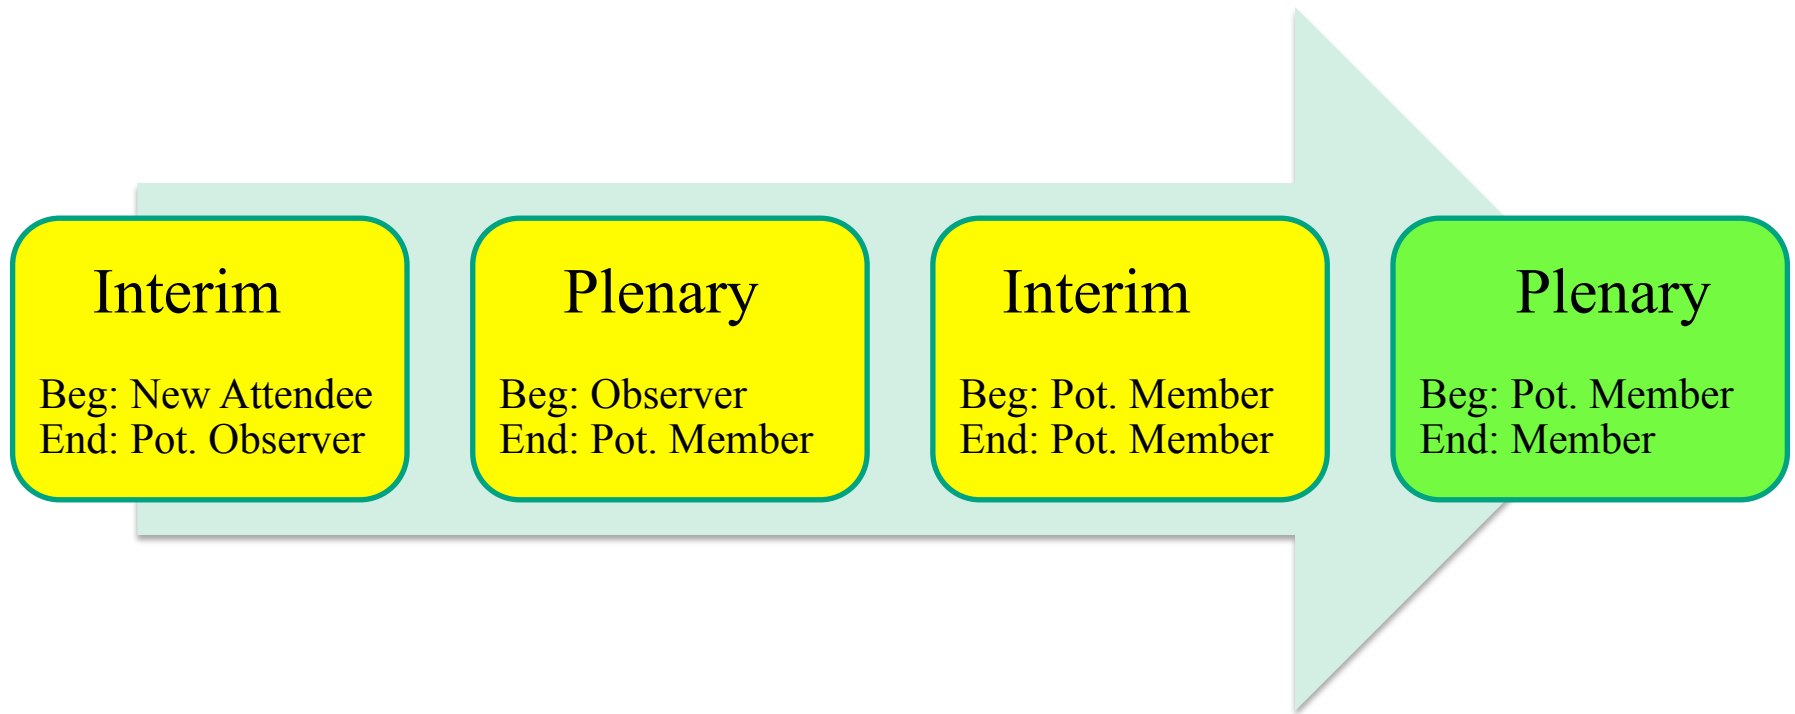 Interim
Beg: New Attendee
End: Pot. Observer
Plenary
Beg: Observer
End: Pot. Member
Interim
Beg: Pot. Member
End: Pot. Member
Plenary
Beg: Pot. Member
End: Member